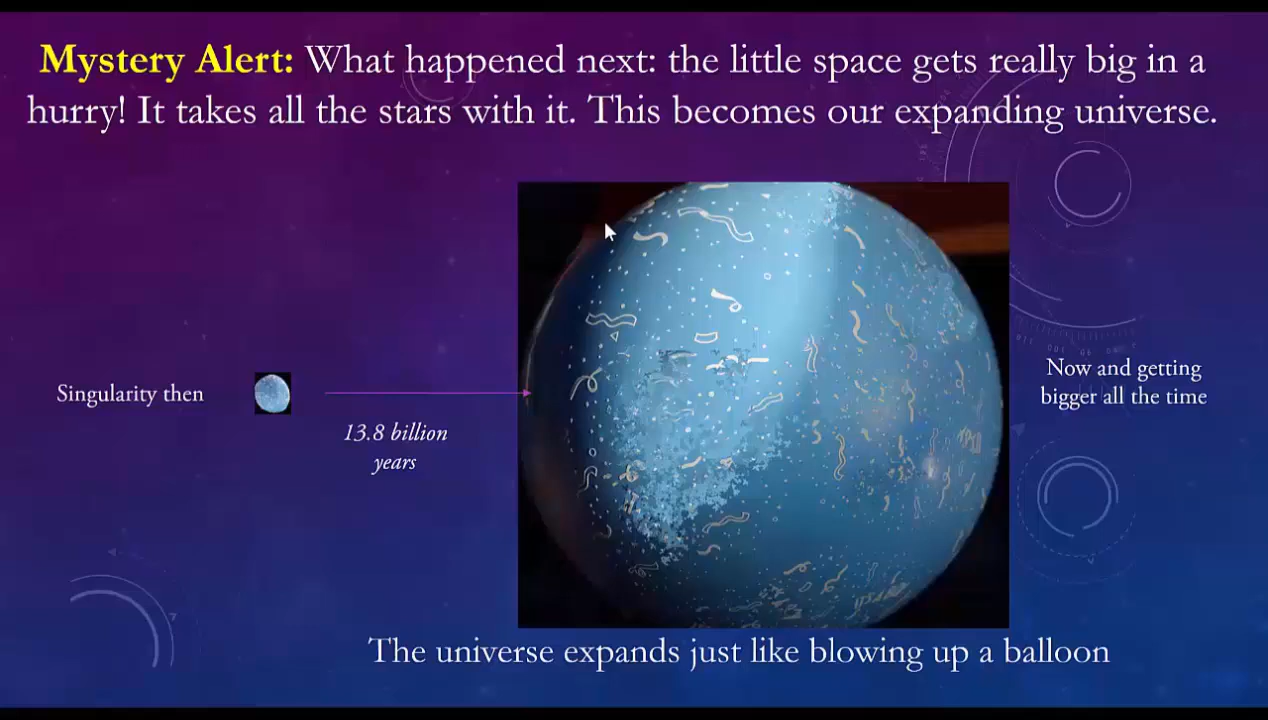 Mystery Alert: What happened next: the little space gets really big in a
hurry! It takes all the stars with it. This becomes our expanding universe.
Singularity then
13.8 billion
years
Now and getting
bigger all the time
The universe expands just like blowing up a balloon